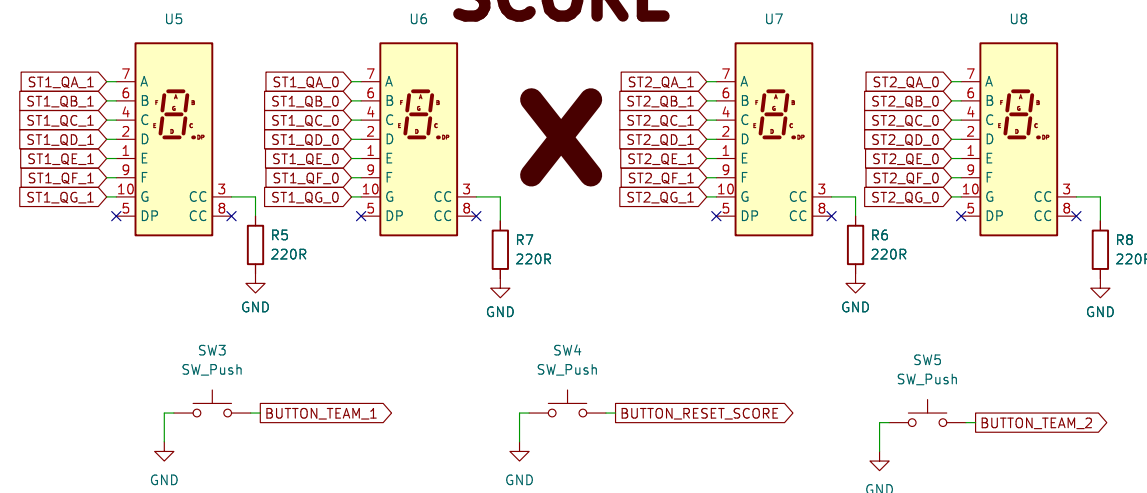 SCORE
U5 U6 U7 U8
ST1_QA_1 7 A ST1_QA_0 7 A ST2_QA_1 7 A ST2_QA_0 7 A
ST1_QB_1 6 B ST1_QB_0 6 B ST2_QB_1 6 B ST2_QB_0 6 B
ST1_QC_1 4 C ST1_QC_0 4 C ST2_QC_1 4 C ST2_QC_0 4 C
ST1_QD_1 2 D ST1_QD_0 2 D ST2_QD_1 2 D ST2_QD_0 2 D
ST1_QE_1 1 E ST1_QE_0 1 E ST2_QE_1 1 E ST2_QE_0 1 E
ST1_QF_1 9 F ST1_QF_0 9 F ST2_QF_1 9 F ST2_QF_0 9 F
ST1_QG_1 10 G CC 3 ST1_QG_0 10 G CC 3 ST2_QG_1 10 G CC 3 ST2_QG_0 10 G CC 3
5 DP CC 8 5 DP CC 8 5 DP CC 8 5 DP CC 8
X
R5 R7 R6 R8
220R 220R 220R 220R
GND GND GND GND
SW3 SW4 SW5
SW_Push SW_Push SW_Push
BUTTON_TEAM_1 BUTTON_RESET_SCORE BUTTON_TEAM_2
GND GND GND